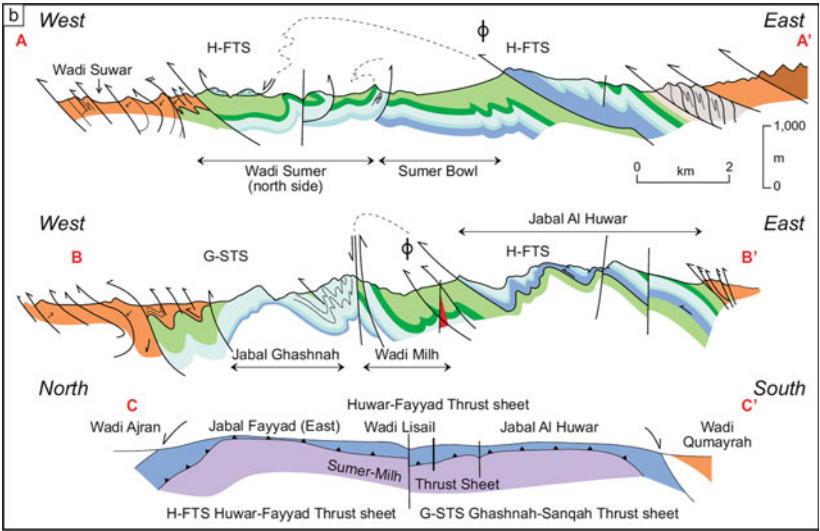 b
West
East
A
A'
H-FTS
ϕ
H-FTS
Wadi Suwar
1,000
m
0
Wadi Sumer
(north side)
Sumer Bowl
0
km
2
West
East
Jabal Al Huwar
B
G-STS
ϕ
H-FTS
B'
Jabal Ghashnah
Wadi Milh
North
South
C
Huwar-Fayyad Thrust sheet
C'
Wadi Ajran
Jabal Fayyad (East)
Wadi Lisail
Jabal Al Huwar
Wadi
Qumayrah
Sumer-Milh
Thrust Sheet
H-FTS Huwar-Fayyad Thrust sheet
G-STS Ghashnah-Sanqah Thrust sheet